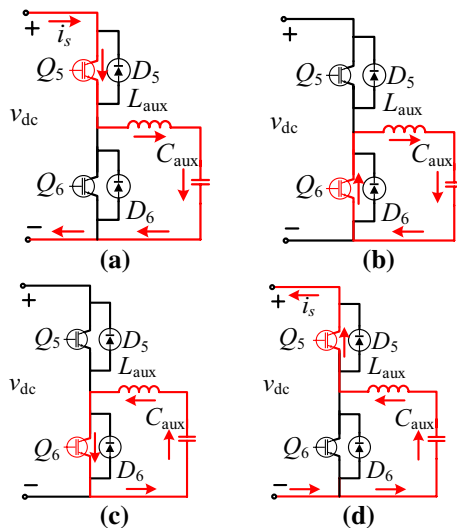 + i_s
Q_5 D_5
L_aux
v_dc
C_aux
Q_6 D_6
−
(a)
+
Q_5 D_5
L_aux
v_dc
C_aux
Q_6 D_6
−
(b)
+
Q_5 D_5
L_aux
v_dc
C_aux
Q_6 D_6
−
(c)
+ i_s
Q_5 D_5
L_aux
v_dc
C_aux
Q_6 D_6
−
(d)